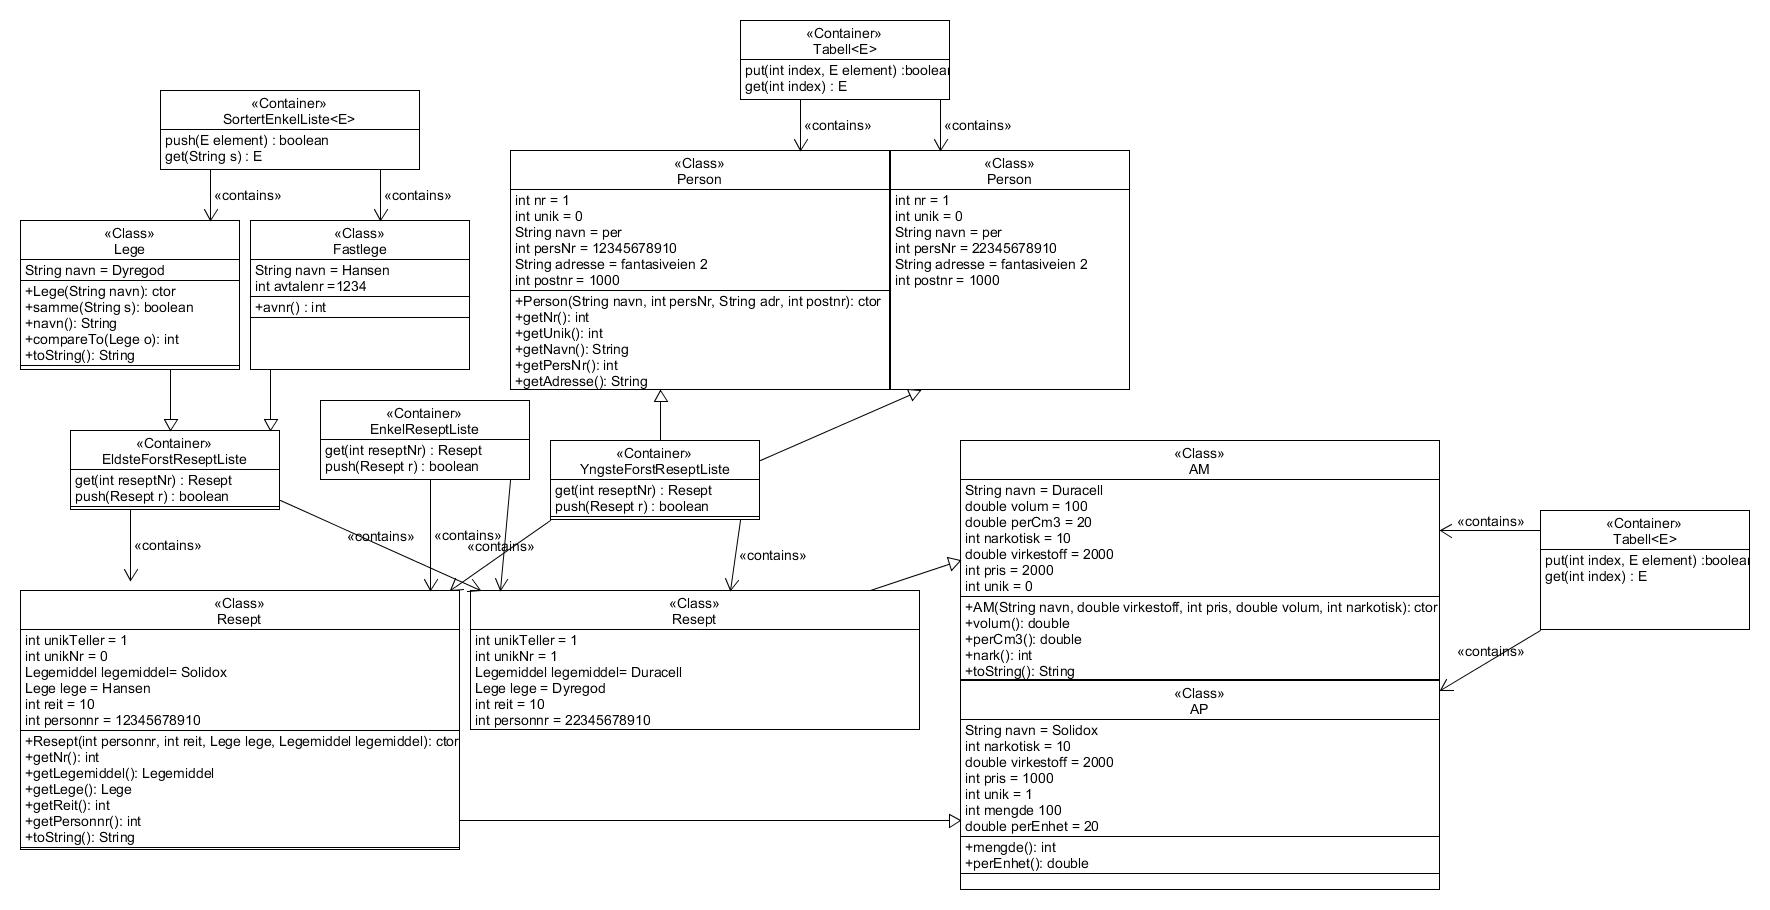 «Container»
Tabell<E>
put(int index, E element) :boolean
get(int index) : E
«contains»
«contains»
«Container»
SortertEnkelListe<E>
push(E element) : boolean
get(String s) : E
«contains»
«contains»
«Class»
Person
int nr = 1
int unik = 0
String navn = per
int persNr = 12345678910
String adresse = fantasiveien 2
int postnr = 1000
+Person(String navn, int persNr, String adr, int postnr): ctor
+getNr(): int
+getUnik(): int
+getNavn(): String
+getPersNr(): int
+getAdresse(): String
«Class»
Person
int nr = 1
int unik = 0
String navn = per
int persNr = 22345678910
String adresse = fantasiveien 2
int postnr = 1000
«Class»
Lege
String navn = Dyregod
+Lege(String navn): ctor
+samme(String s): boolean
+navn(): String
+compareTo(Lege o): int
+toString(): String
«Class»
Fastlege
String navn = Hansen
int avtalenr =1234
+avnr() : int
«Container»
EldsteForstReseptListe
get(int reseptNr) : Resept
push(Resept r) : boolean
«Container»
EnkelReseptListe
get(int reseptNr) : Resept
push(Resept r) : boolean
«Container»
YngsteForstReseptListe
get(int reseptNr) : Resept
push(Resept r) : boolean
«contains»
«contains»
«contains»
«contains»
«contains»
«Class»
AM
String navn = Duracell
double volum = 100
double perCm3 = 20
int narkotisk = 10
double virkestoff = 2000
int pris = 2000
int unik = 0
+AM(String navn, double virkestoff, int pris, double volum, int narkotisk): ctor
+volum(): double
+perCm3(): double
+nark(): int
+toString(): String
«contains»
«Container»
Tabell<E>
put(int index, E element) :boolean
get(int index) : E
«contains»
«Class»
Resept
int unikTeller = 1
int unikNr = 0
Legemiddel legemiddel= Solidox
Lege lege = Hansen
int reit = 10
int personnr = 12345678910
+Resept(int personnr, int reit, Lege lege, Legemiddel legemiddel): ctor
+getNr(): int
+getLegemiddel(): Legemiddel
+getLege(): Lege
+getReit(): int
+getPersonnr(): int
+toString(): String
«Class»
Resept
int unikTeller = 1
int unikNr = 1
Legemiddel legemiddel= Duracell
Lege lege = Dyregod
int reit = 10
int personnr = 22345678910
«Class»
AP
String navn = Solidox
int narkotisk = 10
double virkestoff = 2000
int pris = 1000
int unik = 1
int mengde 100
double perEnhet = 20
+mengde(): int
+perEnhet(): double